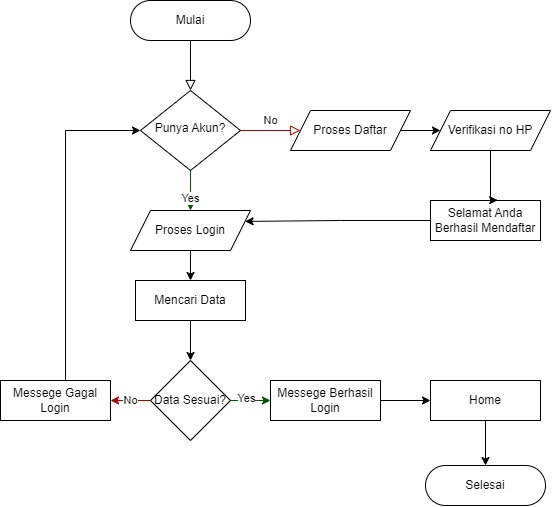 Mulai
Punya Akun?
No
Proses Daftar
Verifikasi no HP
Yes
Selamat Anda
Berhasil Mendaftar
Proses Login
Mencari Data
Messege Gagal
Login
No
Data Sesuai?
Yes
Messege Berhasil
Login
Home
Selesai